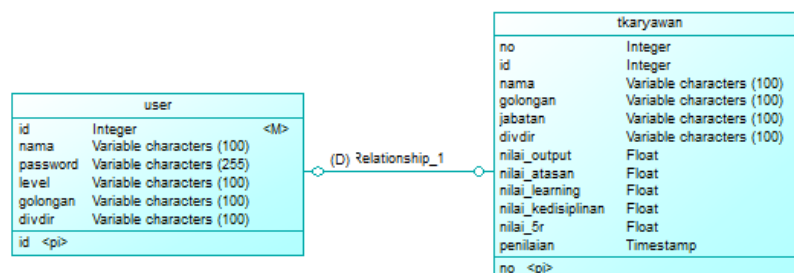 user
id Integer <M>
nama Variable characters (100)
password Variable characters (255)
level Variable characters (100)
golongan Variable characters (100)
divdir Variable characters (100)
id <pi>
(D) Relationship_1
tkaryawan
no Integer
id Integer
nama Variable characters (100)
golongan Variable characters (100)
jabatan Variable characters (100)
divdir Variable characters (100)
nilai_output Float
nilai_atasan Float
nilai_learning Float
nilai_kedisiplinan Float
nilai_5r Float
penilaian Timestamp
no <pi>